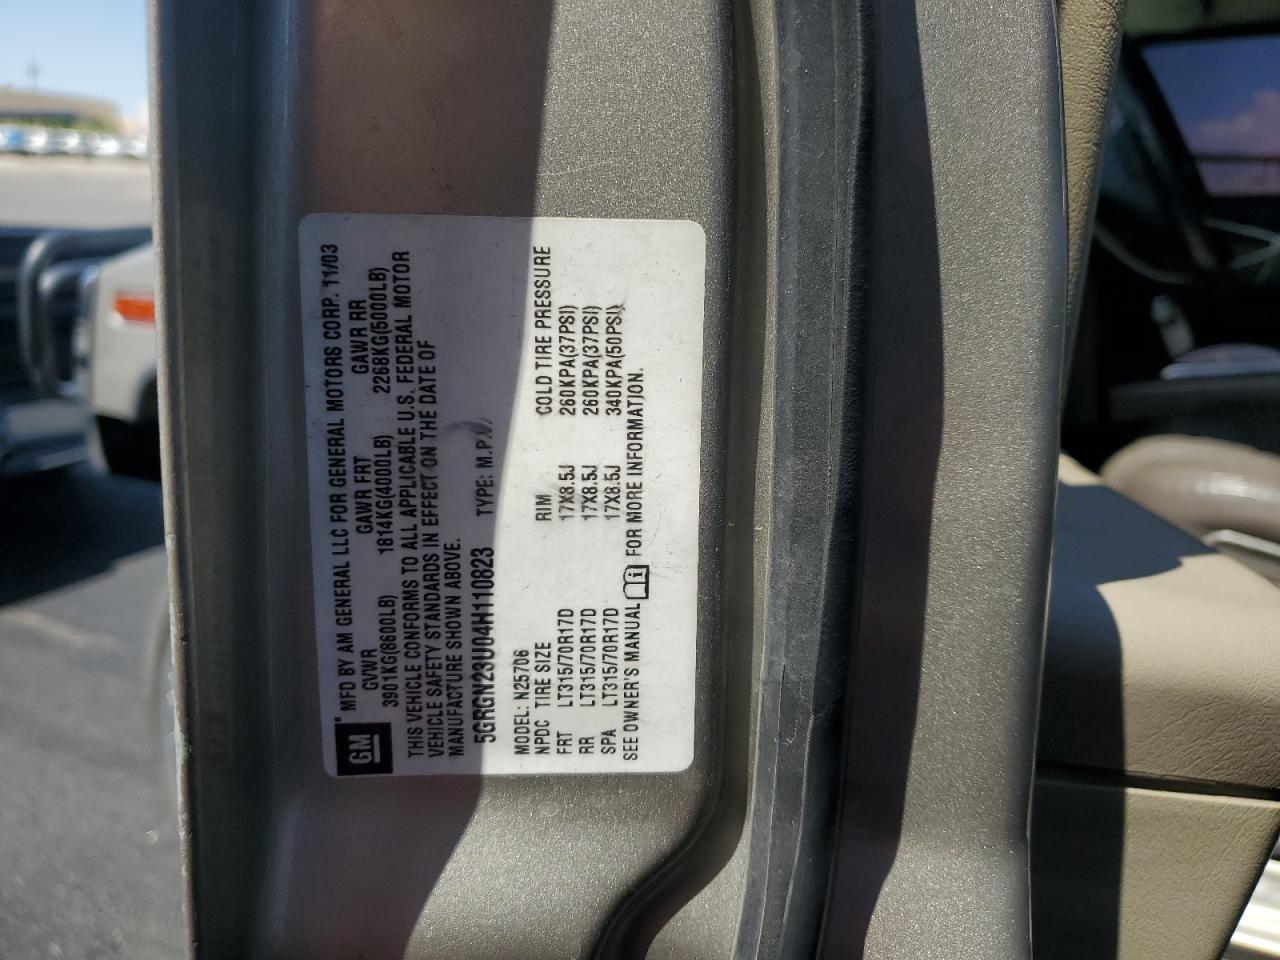 GM MFD BY AM GENERAL LLC FOR GENERAL MOTORS CORP. 11/03
GVWR GAWR FRT GAWR RR
3901KG(8600LB) 1814KG(4000LB) 2268KG(5000LB)
THIS VEHICLE CONFORMS TO ALL APPLICABLE U.S. FEDERAL MOTOR
VEHICLE SAFETY STANDARDS IN EFFECT ON THE DATE OF
MANUFACTURE SHOWN ABOVE.
5GRGN23U04H110823 TYPE: M.P.V.
MODEL: N25706
NPDC TIRE SIZE RIM COLD TIRE PRESSURE
FRT LT315/70R17D 17X8.5J 260KPA(37PSI)
RR LT315/70R17D 17X8.5J 260KPA(37PSI)
SPA LT315/70R17D 17X8.5J 340KPA(50PSI)
SEE OWNER'S MANUAL i FOR MORE INFORMATION.